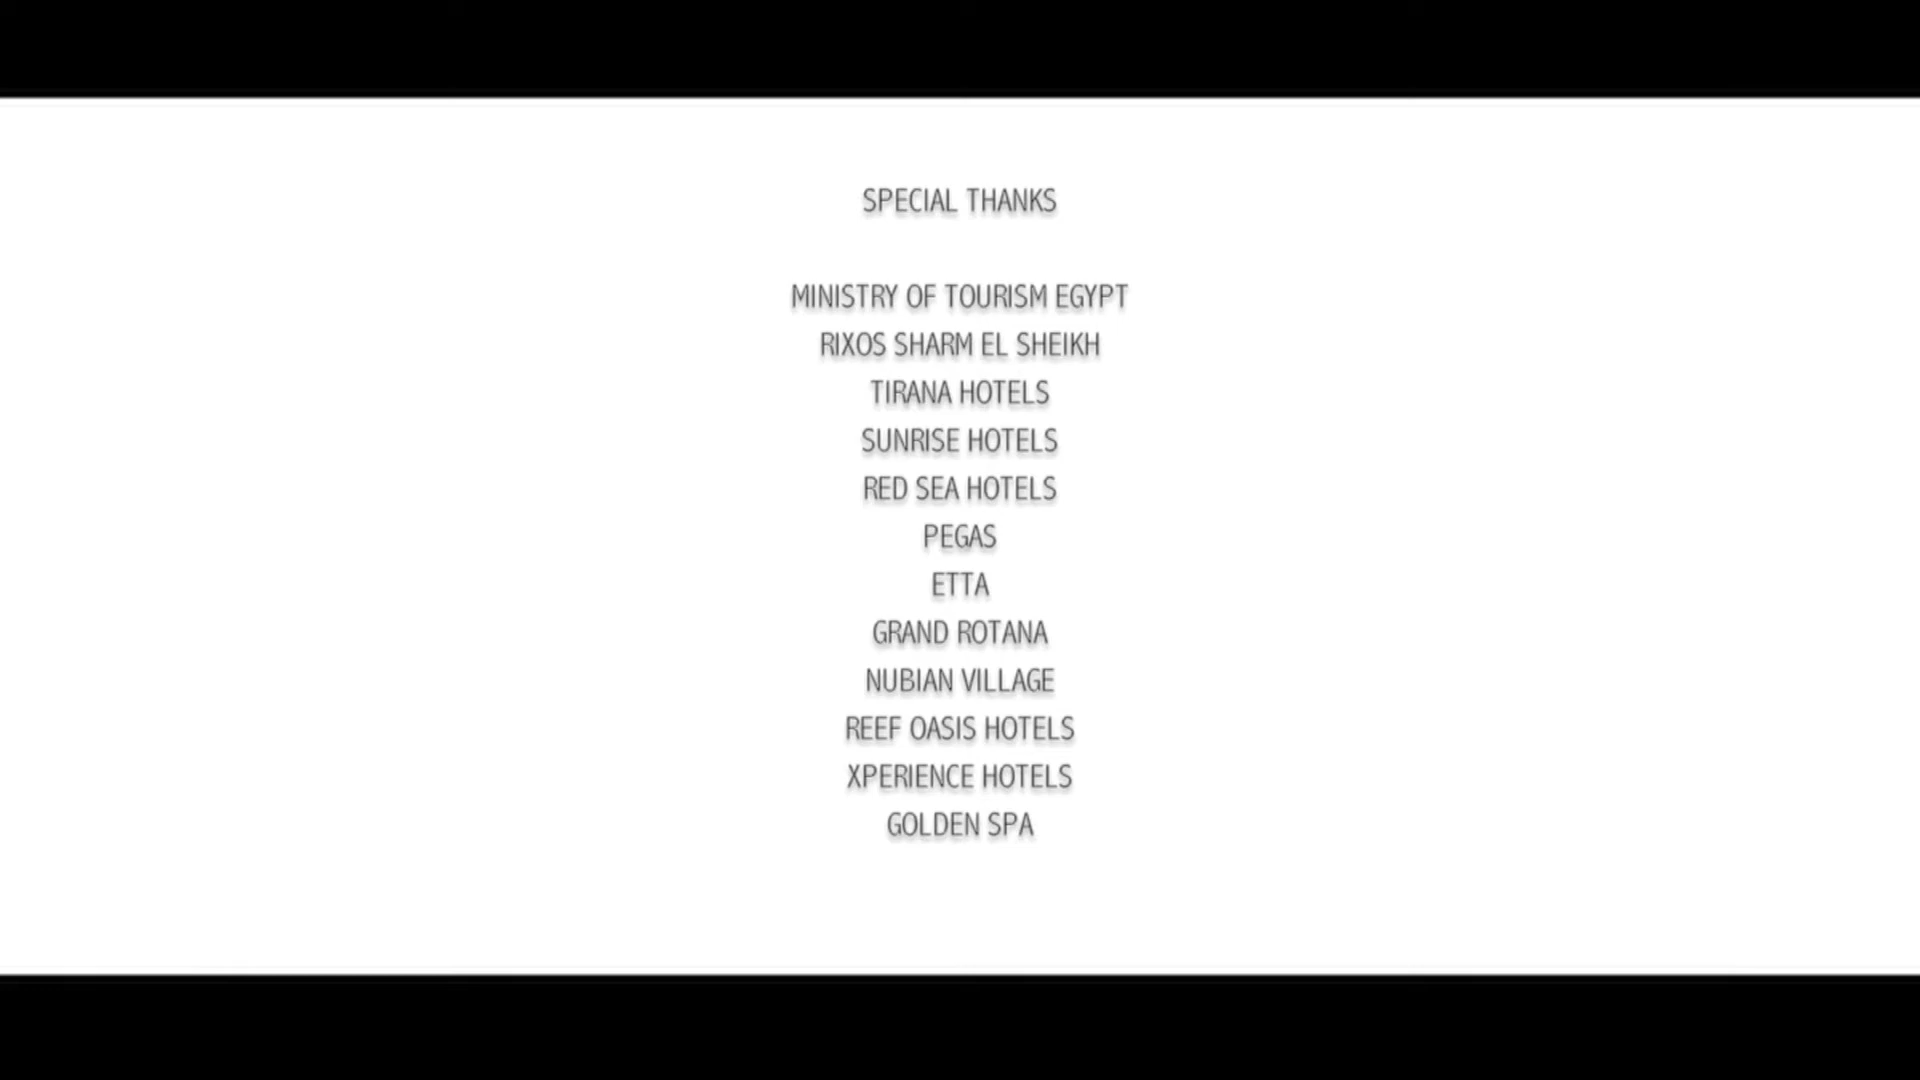 SPECIAL THANKS
MINISTRY OF TOURISM EGYPT
RIXOS SHARM EL SHEIKH
TIRANA HOTELS
SUNRISE HOTELS
RED SEA HOTELS
PEGAS
ETTA
GRAND ROTANA
NUBIAN VILLAGE
REEF OASIS HOTELS
XPERIENCE HOTELS
GOLDEN SPA